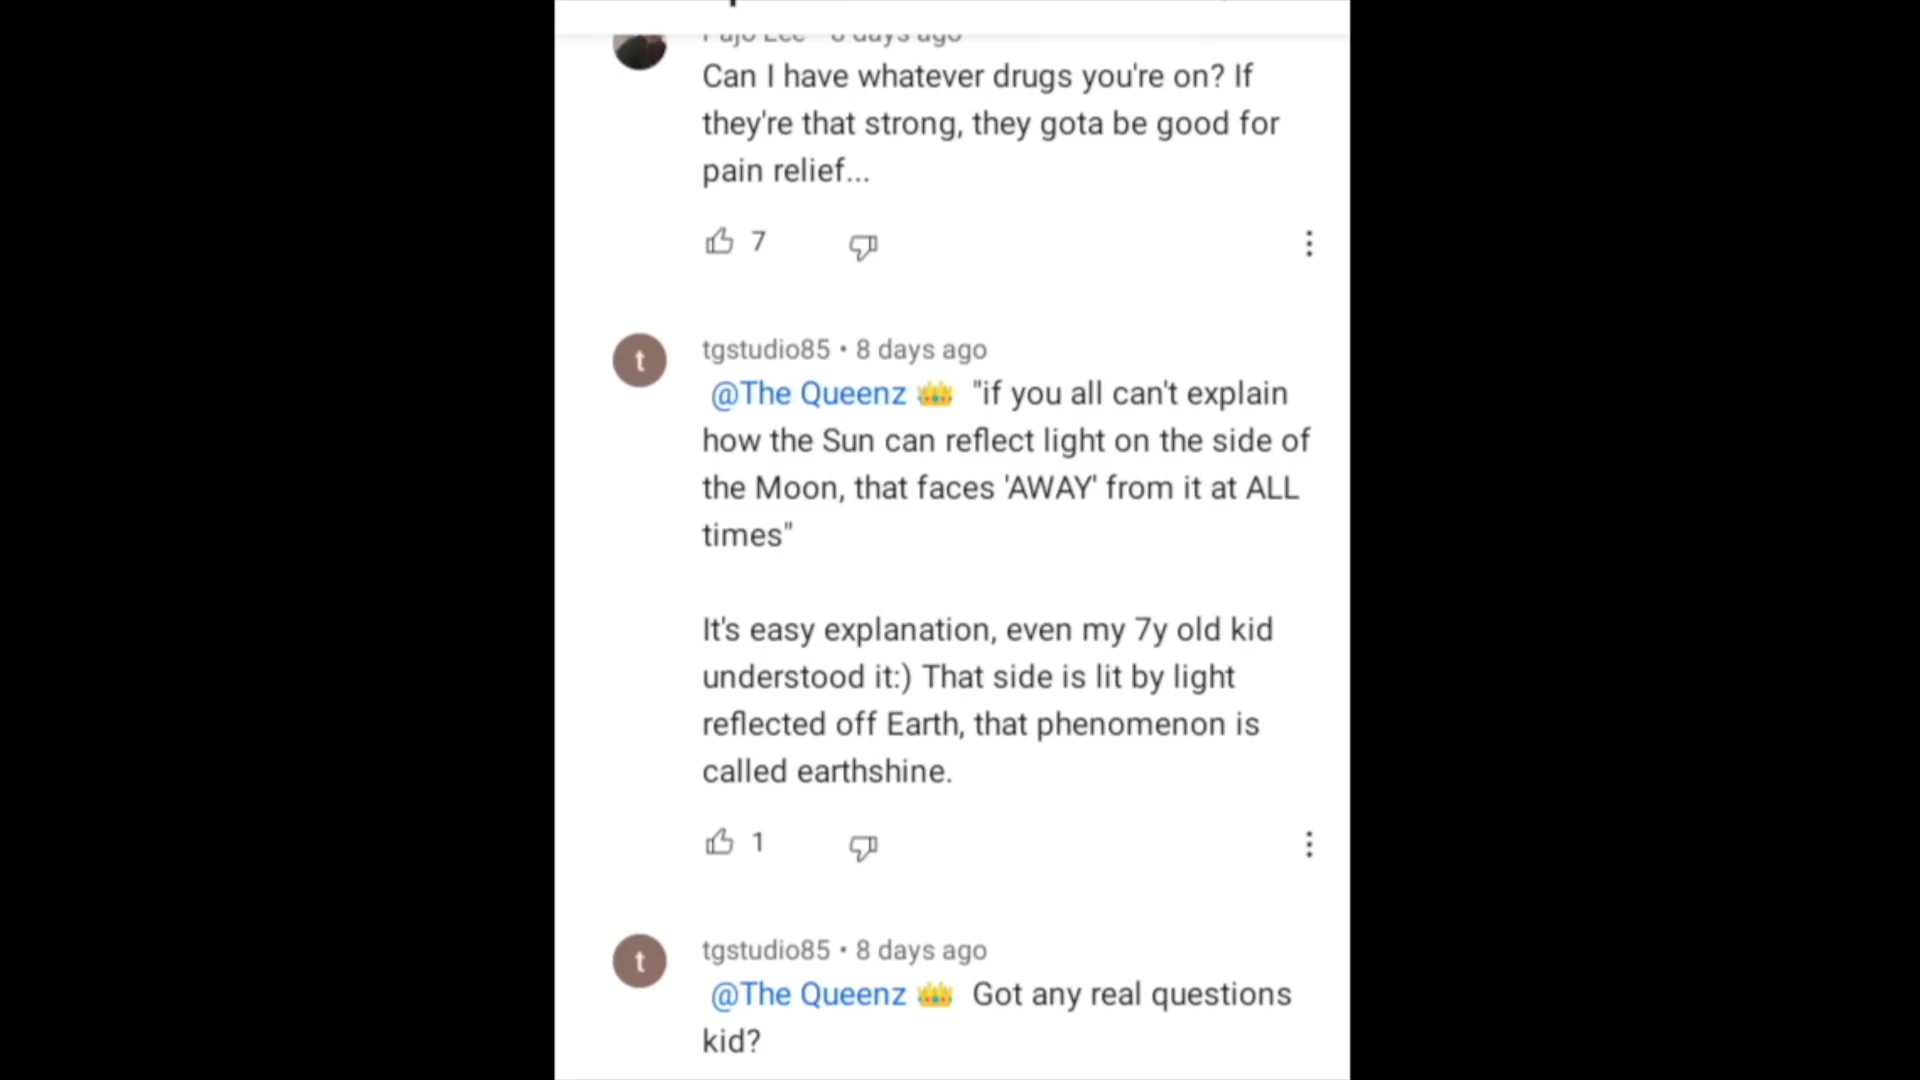 Can I have whatever drugs you're on? If
they're that strong, they gota be good for
pain relief...
7
tgstudio85 • 8 days ago
@The Queenz 👑 "if you all can't explain
how the Sun can reflect light on the side of
the Moon, that faces 'AWAY' from it at ALL
times"
It's easy explanation, even my 7y old kid
understood it:) That side is lit by light
reflected off Earth, that phenomenon is
called earthshine.
1
tgstudio85 • 8 days ago
@The Queenz 👑 Got any real questions
kid?